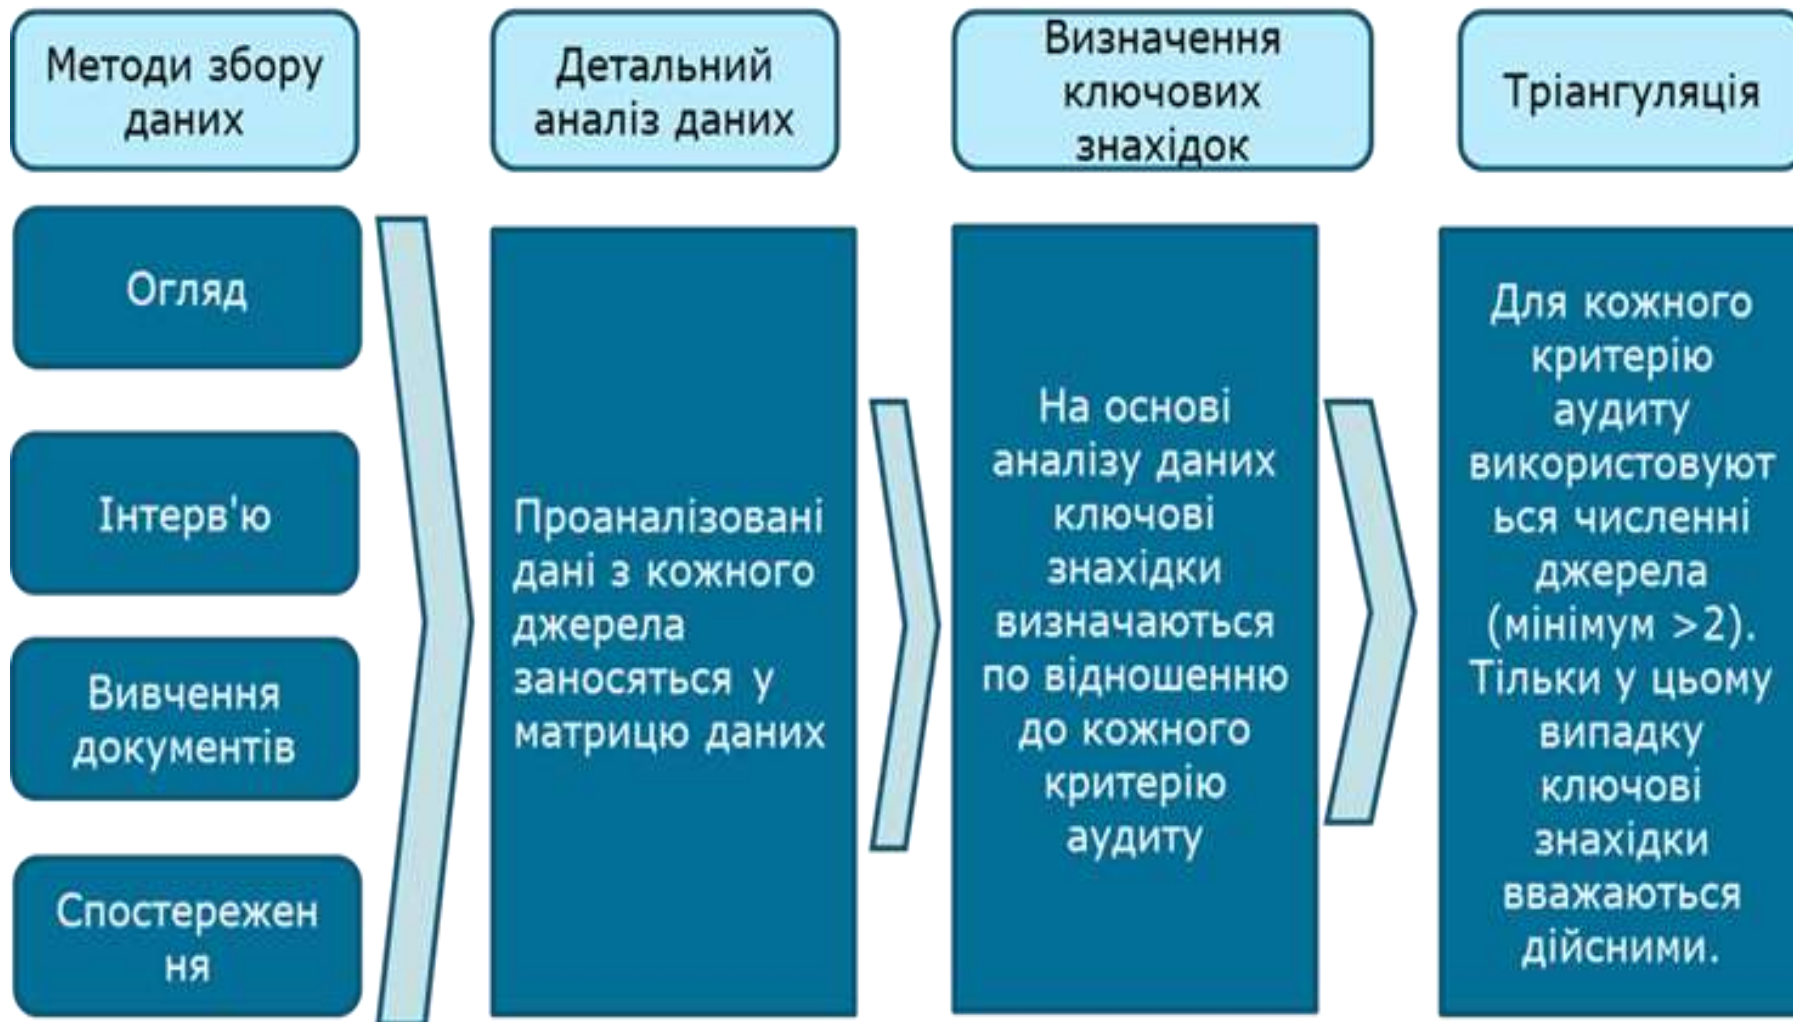 Методи збору
даних
Детальний
аналіз даних
Визначення
ключових
знахідок
Тріангуляція
Огляд
Інтерв'ю
Вивчення
документів
Спостережен
ня
Проаналізовані
дані з кожного
джерела
заносяться у
матрицю даних
На основі
аналізу даних
ключові
знахідки
визначаються
по відношенню
до кожного
критерію
аудиту
Для кожного
критерію
аудиту
використовуют
ься численні
джерела
(мінімум >2).
Тільки у цьому
випадку
ключові
знахідки
вважаються
дійсними.